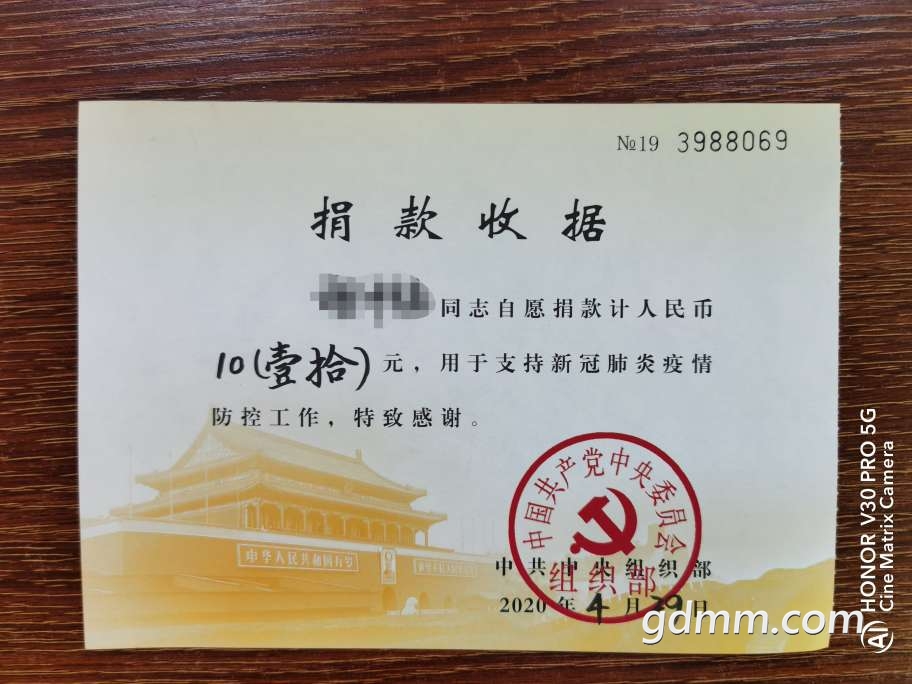 №19 3988069
捐款收据
同志自愿捐款计人民币
10(壹拾)元，用于支持新冠肺炎疫情
防控工作，特致感谢。
中国共产党中央委员会
组织部
中共中央组织部
2020年4月29日
中华人民共和国万岁
gdmm.com
HONOR V30 PRO 5G
AI Cine Matrix Camera